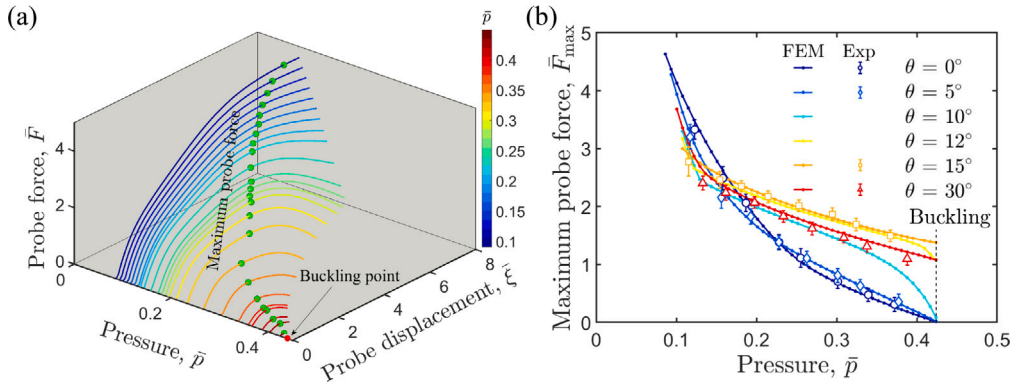 (a)
p̄
0.45
0.4
0.35
0.3
0.25
0.2
0.15
0.1
Probe force, F̄
4
2
0
Maximum probe force
Buckling point
0
0.2
0.4
Pressure, p̄
0
2
4
6
8
Probe displacement, ξ̄
(b)
Maximum probe force, F̄max
5
4
3
2
1
0
FEM Exp
θ = 0°
θ = 5°
θ = 10°
θ = 12°
θ = 15°
θ = 30°
Buckling
0 0.1 0.2 0.3 0.4 0.5
Pressure, p̄